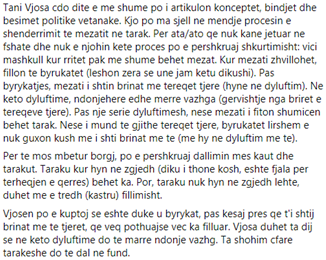 Tani Vjosa cdo dite e me shume po i artikulon konceptet, bindjet dhe
besimet politike vetanake. Kjo po ma sjell ne mendje procesin e
shenderrimit te mezatit ne tarak. Per ata/ato qe nuk kane jetuar ne
fshate dhe nuk e njohin kete proces po e pershkruaj shkurtimisht: vici
mashkull kur rritet pak me shume behet mezat. Kur mezati zhvillohet,
fillon te byrukatet (leshon zera se une jam ketu dikushi). Pas
byrykatjes, mezati i shtin brinat me tereqet tjere (hyne ne dyluftim). Ne
keto dyluftime, ndonjehere edhe merre vazhga (gervishtje nga briret e
tereqeve tjere). Pas nje serie dyluftimesh, nese mezati i fiton shumicen
behet tarak. Nese i mund te gjithe tereqet tjere, byrukatet lirshem e
nuk guxon kush me i shti brinat me te (me hy ne dyluftim me te).
Per te mos mbetur borgj, po e pershkruaj dallimin mes kaut dhe
tarakut. Taraku kur hyn ne zgjedh (diku i thone kosh, eshte fjala per
terheqjen e qerres) behet ka. Por, taraku nuk hyn ne zgjedh lehte,
duhet me e tredh (kastru) fillimisht.
Vjosen po e kuptoj se eshte duke u byrykat, pas kesaj pres qe t'i shtij
brinat me te tjeret, qe veq pothuajse vec ka filluar. Vjosa duhet ta dij
se ne keto dyluftime do te marre ndonje vazhg. Ta shohim cfare
tarakeshe do te dal ne fund.